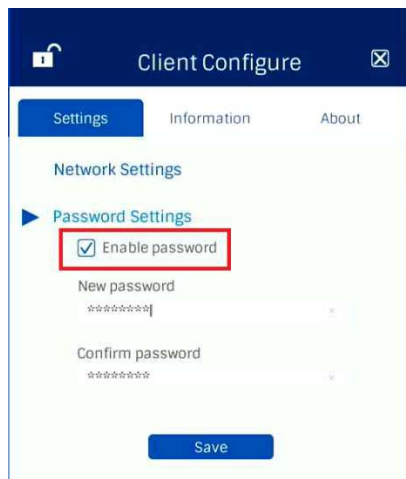 Client Configure
Settings Information About
Network Settings
Password Settings
Enable password
New password
********
Confirm password
********
Save